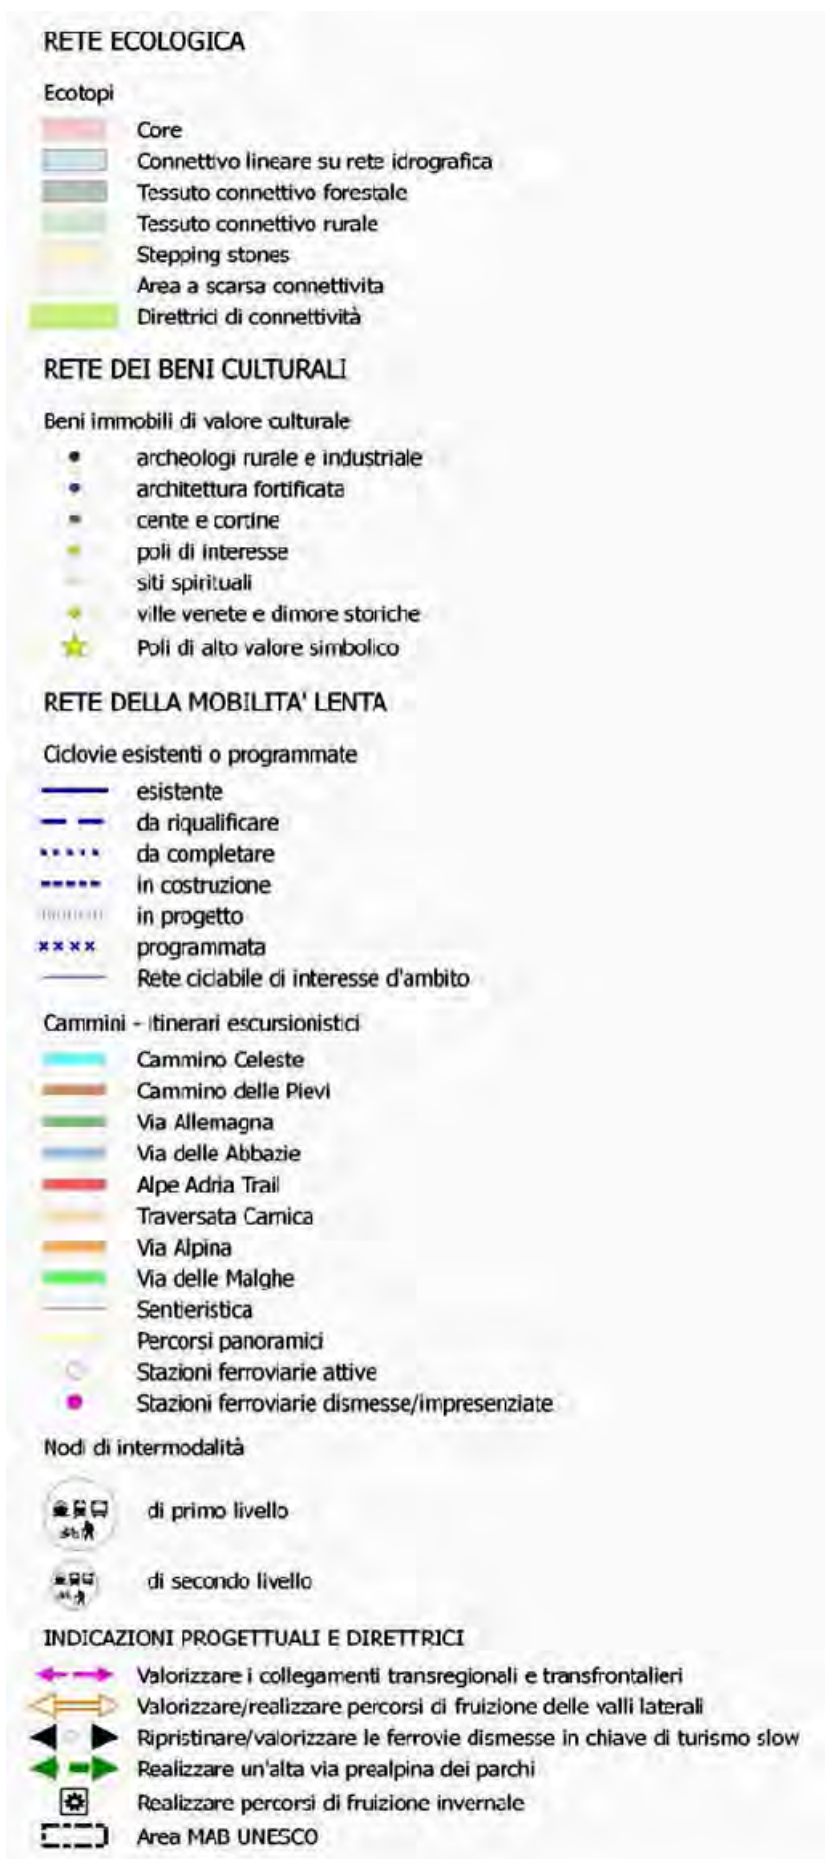 RETE ECOLOGICA
Ecotopi
Core
Connettivo lineare su rete idrografica
Tessuto connettivo forestale
Tessuto connettivo rurale
Stepping stones
Area a scarsa connettivita
Direttrici di connettività
RETE DEI BENI CULTURALI
Beni immobili di valore culturale
archeologi rurale e industriale
architettura fortificata
cente e cortine
poli di interesse
siti spirituali
ville venete e dimore storiche
Poli di alto valore simbolico
RETE DELLA MOBILITA' LENTA
Ciclovie esistenti o programmate
esistente
da riqualificare
da completare
in costruzione
in progetto
programmata
Rete ciclabile di interesse d'ambito
Cammini - itinerari escursionistici
Cammino Celeste
Cammino delle Pievi
Via Allemagna
Via delle Abbazie
Alpe Adria Trail
Traversata Carnica
Via Alpina
Via delle Malghe
Sentieristica
Percorsi panoramici
Stazioni ferroviarie attive
Stazioni ferroviarie dismesse/impresenziate
Nodi di intermodalità
di primo livello
di secondo livello
INDICAZIONI PROGETTUALI E DIRETTRICI
Valorizzare i collegamenti transregionali e transfrontalieri
Valorizzare/realizzare percorsi di fruizione delle valli laterali
Ripristinare/valorizzare le ferrovie dismesse in chiave di turismo slow
Realizzare un'alta via prealpina dei parchi
Realizzare percorsi di fruizione invernale
Area MAB UNESCO